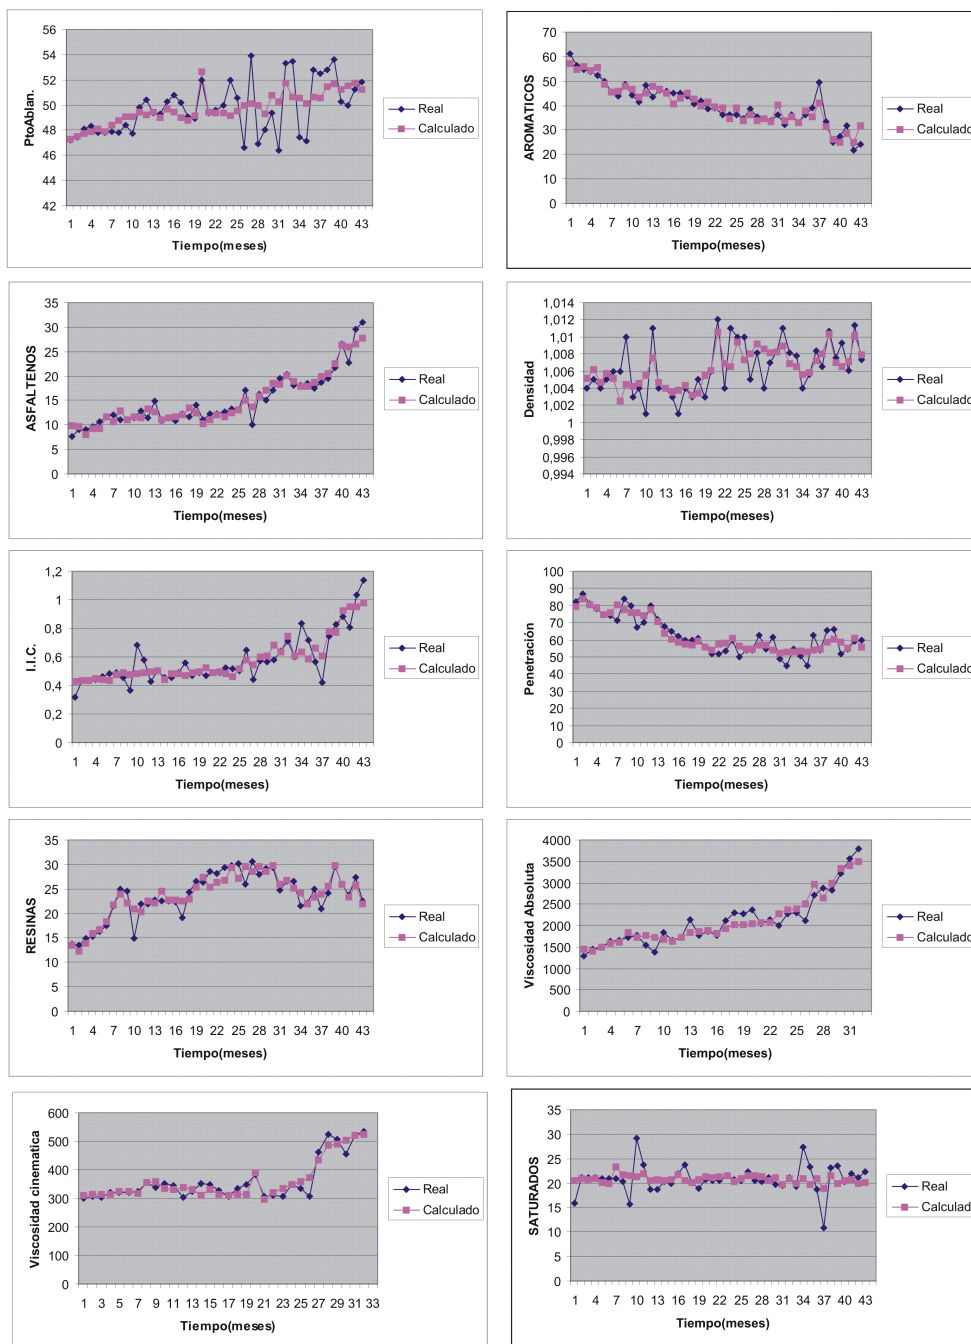 PtoAblan.
56
54
52
50
48
46
44
42
1 4 7 10 13 16 19 22 25 28 31 34 37 40 43
Tiempo(meses)
Real
Calculado
AROMATICOS
70
60
50
40
30
20
10
0
1 4 7 10 13 16 19 22 25 28 31 34 37 40 43
Tiempo(meses)
Real
Calculado
ASFALTENOS
35
30
25
20
15
10
5
0
1 4 7 10 13 16 19 22 25 28 31 34 37 40 43
Tiempo(meses)
Real
Calculado
Densidad
1,014
1,012
1,01
1,008
1,006
1,004
1,002
1
0,998
0,996
0,994
1 4 7 10 13 16 19 22 25 28 31 34 37 40 43
Tiempo(meses)
Real
Calculado
I.I.C.
1,2
1
0,8
0,6
0,4
0,2
0
1 4 7 10 13 16 19 22 25 28 31 34 37 40 43
Tiempo(meses)
Real
Calculado
Penetración
100
90
80
70
60
50
40
30
20
10
0
1 4 7 10 13 16 19 22 25 28 31 34 37 40 43
Tiempo(meses)
Real
Calculado
RESINAS
35
30
25
20
15
10
5
0
1 4 7 10 13 16 19 22 25 28 31 34 37 40 43
Tiempo(meses)
Real
Calculado
Viscosidad Absoluta
4000
3500
3000
2500
2000
1500
1000
500
0
1 4 7 10 13 16 19 22 25 28 31
Tiempo(meses)
Real
Calculado
Viscosidad cinematica
600
500
400
300
200
100
0
1 3 5 7 9 11 13 15 17 19 21 23 25 27 29 31 33
Tiempo(meses)
Real
Calculado
SATURADOS
35
30
25
20
15
10
5
0
1 4 7 10 13 16 19 22 25 28 31 34 37 40 43
Tiempo(meses)
Real
Calculado